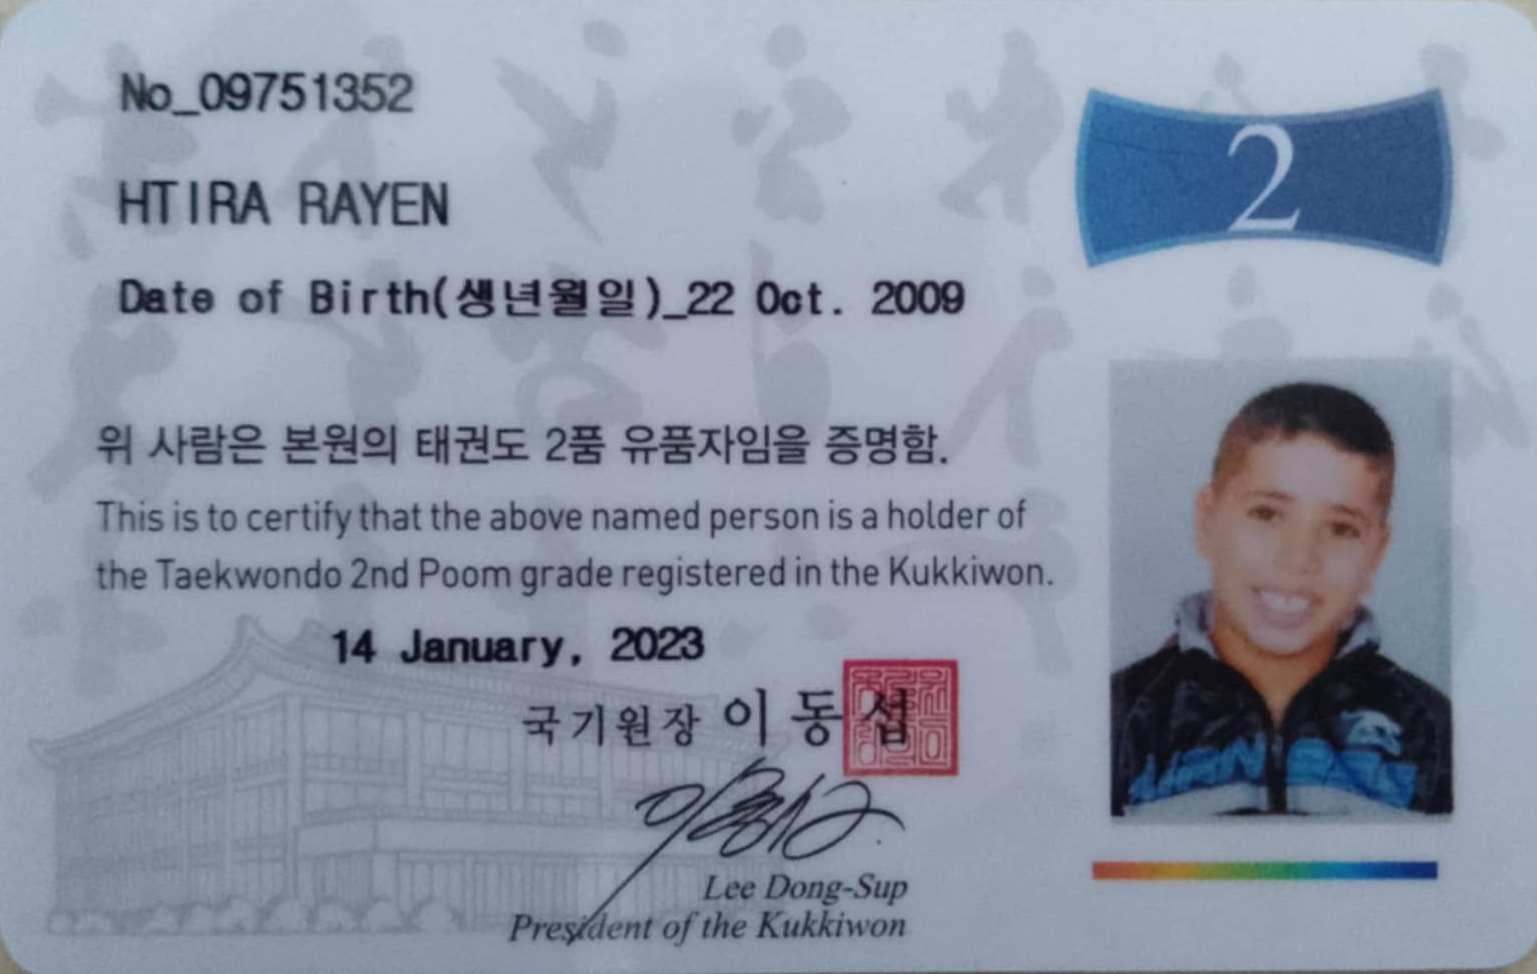 No_09751352
2
HTIRA RAYEN
Date of Birth(생년월일)_22 Oct. 2009
위 사람은 본원의 태권도 2품 유품자임을 증명함.
This is to certify that the above named person is a holder of
the Taekwondo 2nd Poom grade registered in the Kukkiwon.
14 January, 2023
국기원장 이동섭
Lee Dong-Sup
President of the Kukkiwon